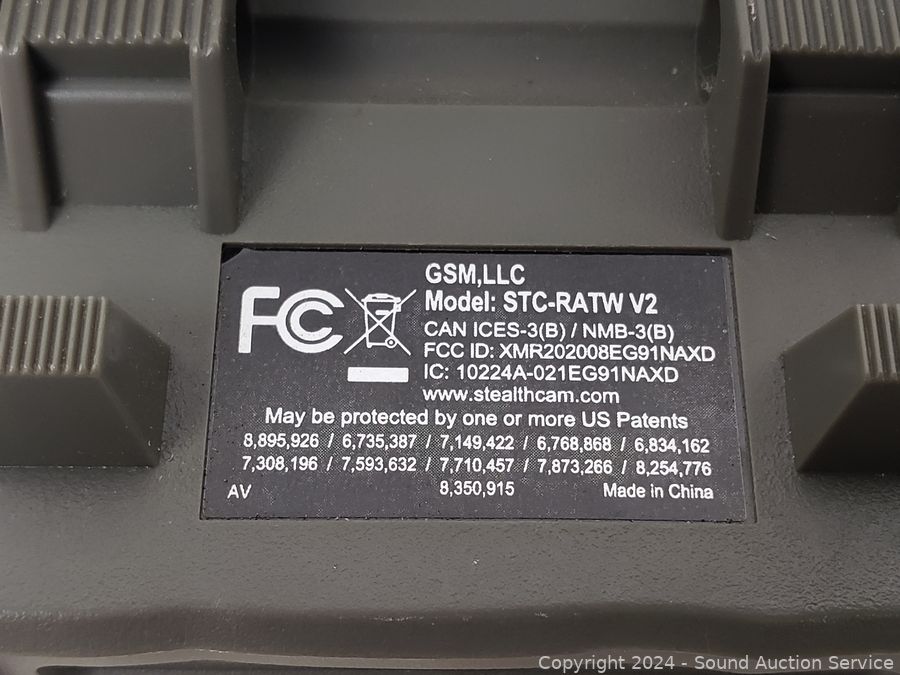 FC
GSM,LLC
Model: STC-RATW V2
CAN ICES-3(B) / NMB-3(B)
FCC ID: XMR202008EG91NAXD
IC: 10224A-021EG91NAXD
www.stealthcam.com
May be protected by one or more US Patents
8,895,926 / 6,735,387 / 7,149,422 / 6,768,868 / 6,834,162
7,308,196 / 7,593,632 / 7,710,457 / 7,873,266 / 8,254,776
AV 8,350,915 Made in China
Copyright 2024 - Sound Auction Service